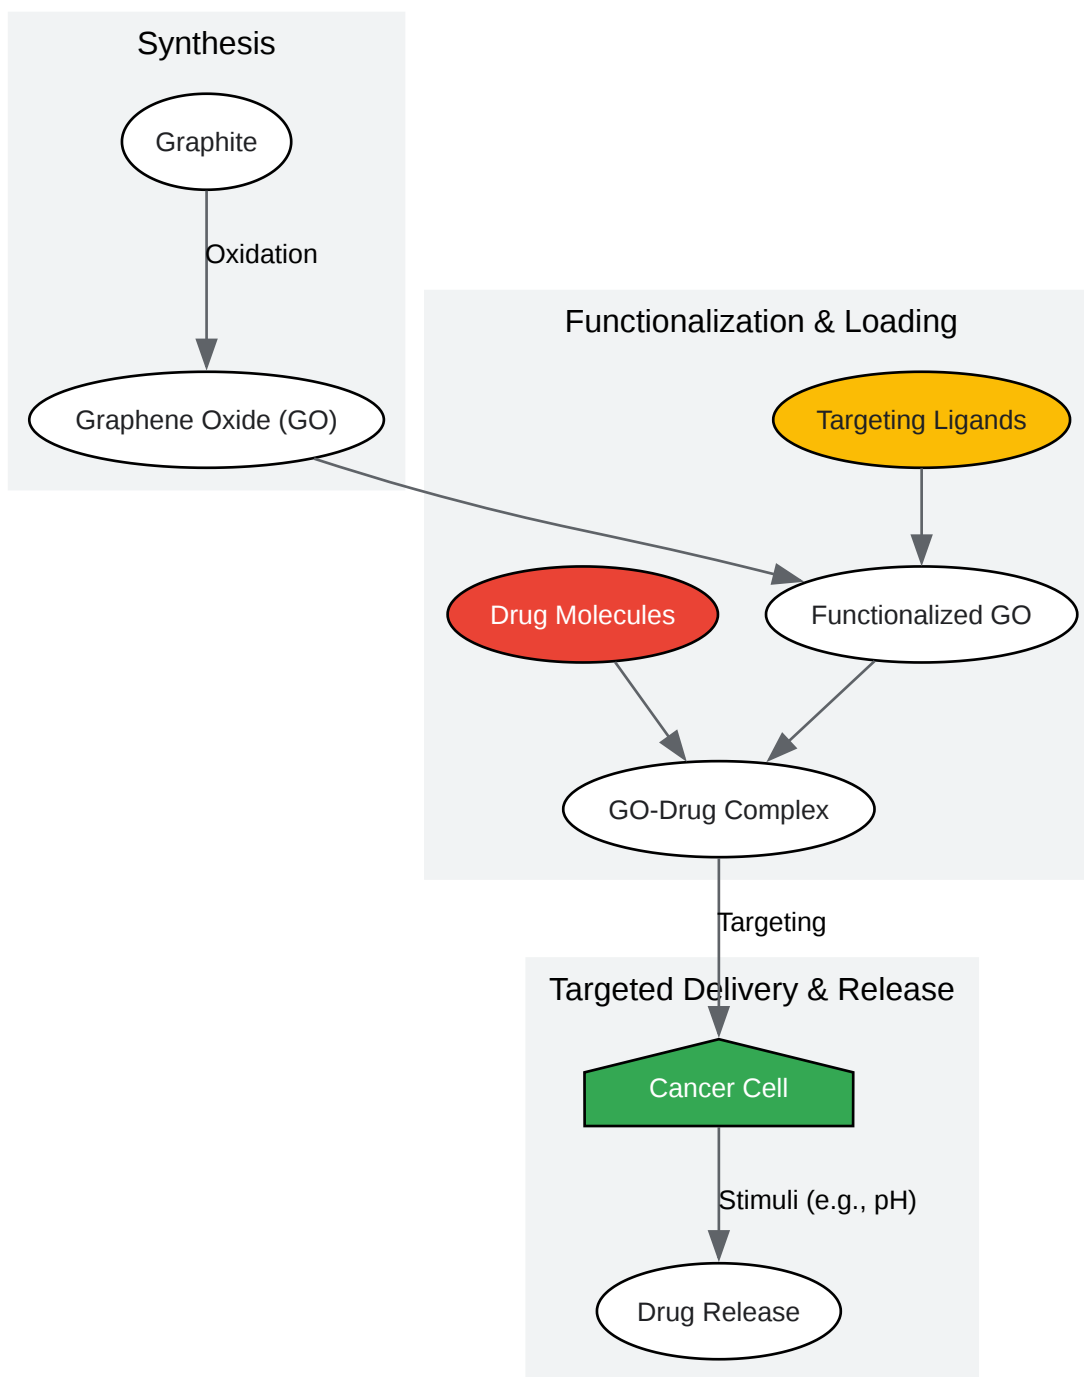 Synthesis
Graphite
Oxidation
Graphene Oxide (GO)
Functionalization & Loading
Targeting Ligands
Drug Molecules
Functionalized GO
GO-Drug Complex
Targeting
Targeted Delivery & Release
Cancer Cell
Stimuli (e.g., pH)
Drug Release